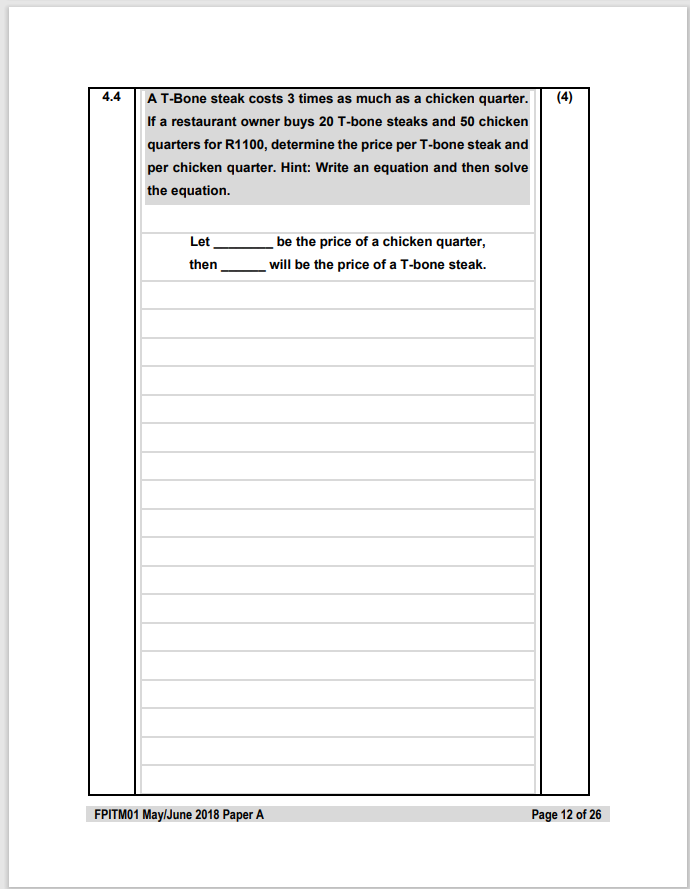 4.4 A T-Bone steak costs 3 times as much as a chicken quarter. (4)
If a restaurant owner buys 20 T-bone steaks and 50 chicken
quarters for R1100, determine the price per T-bone steak and
per chicken quarter. Hint: Write an equation and then solve
the equation.
Let ________ be the price of a chicken quarter,
then ______ will be the price of a T-bone steak.
FPITM01 May/June 2018 Paper A Page 12 of 26